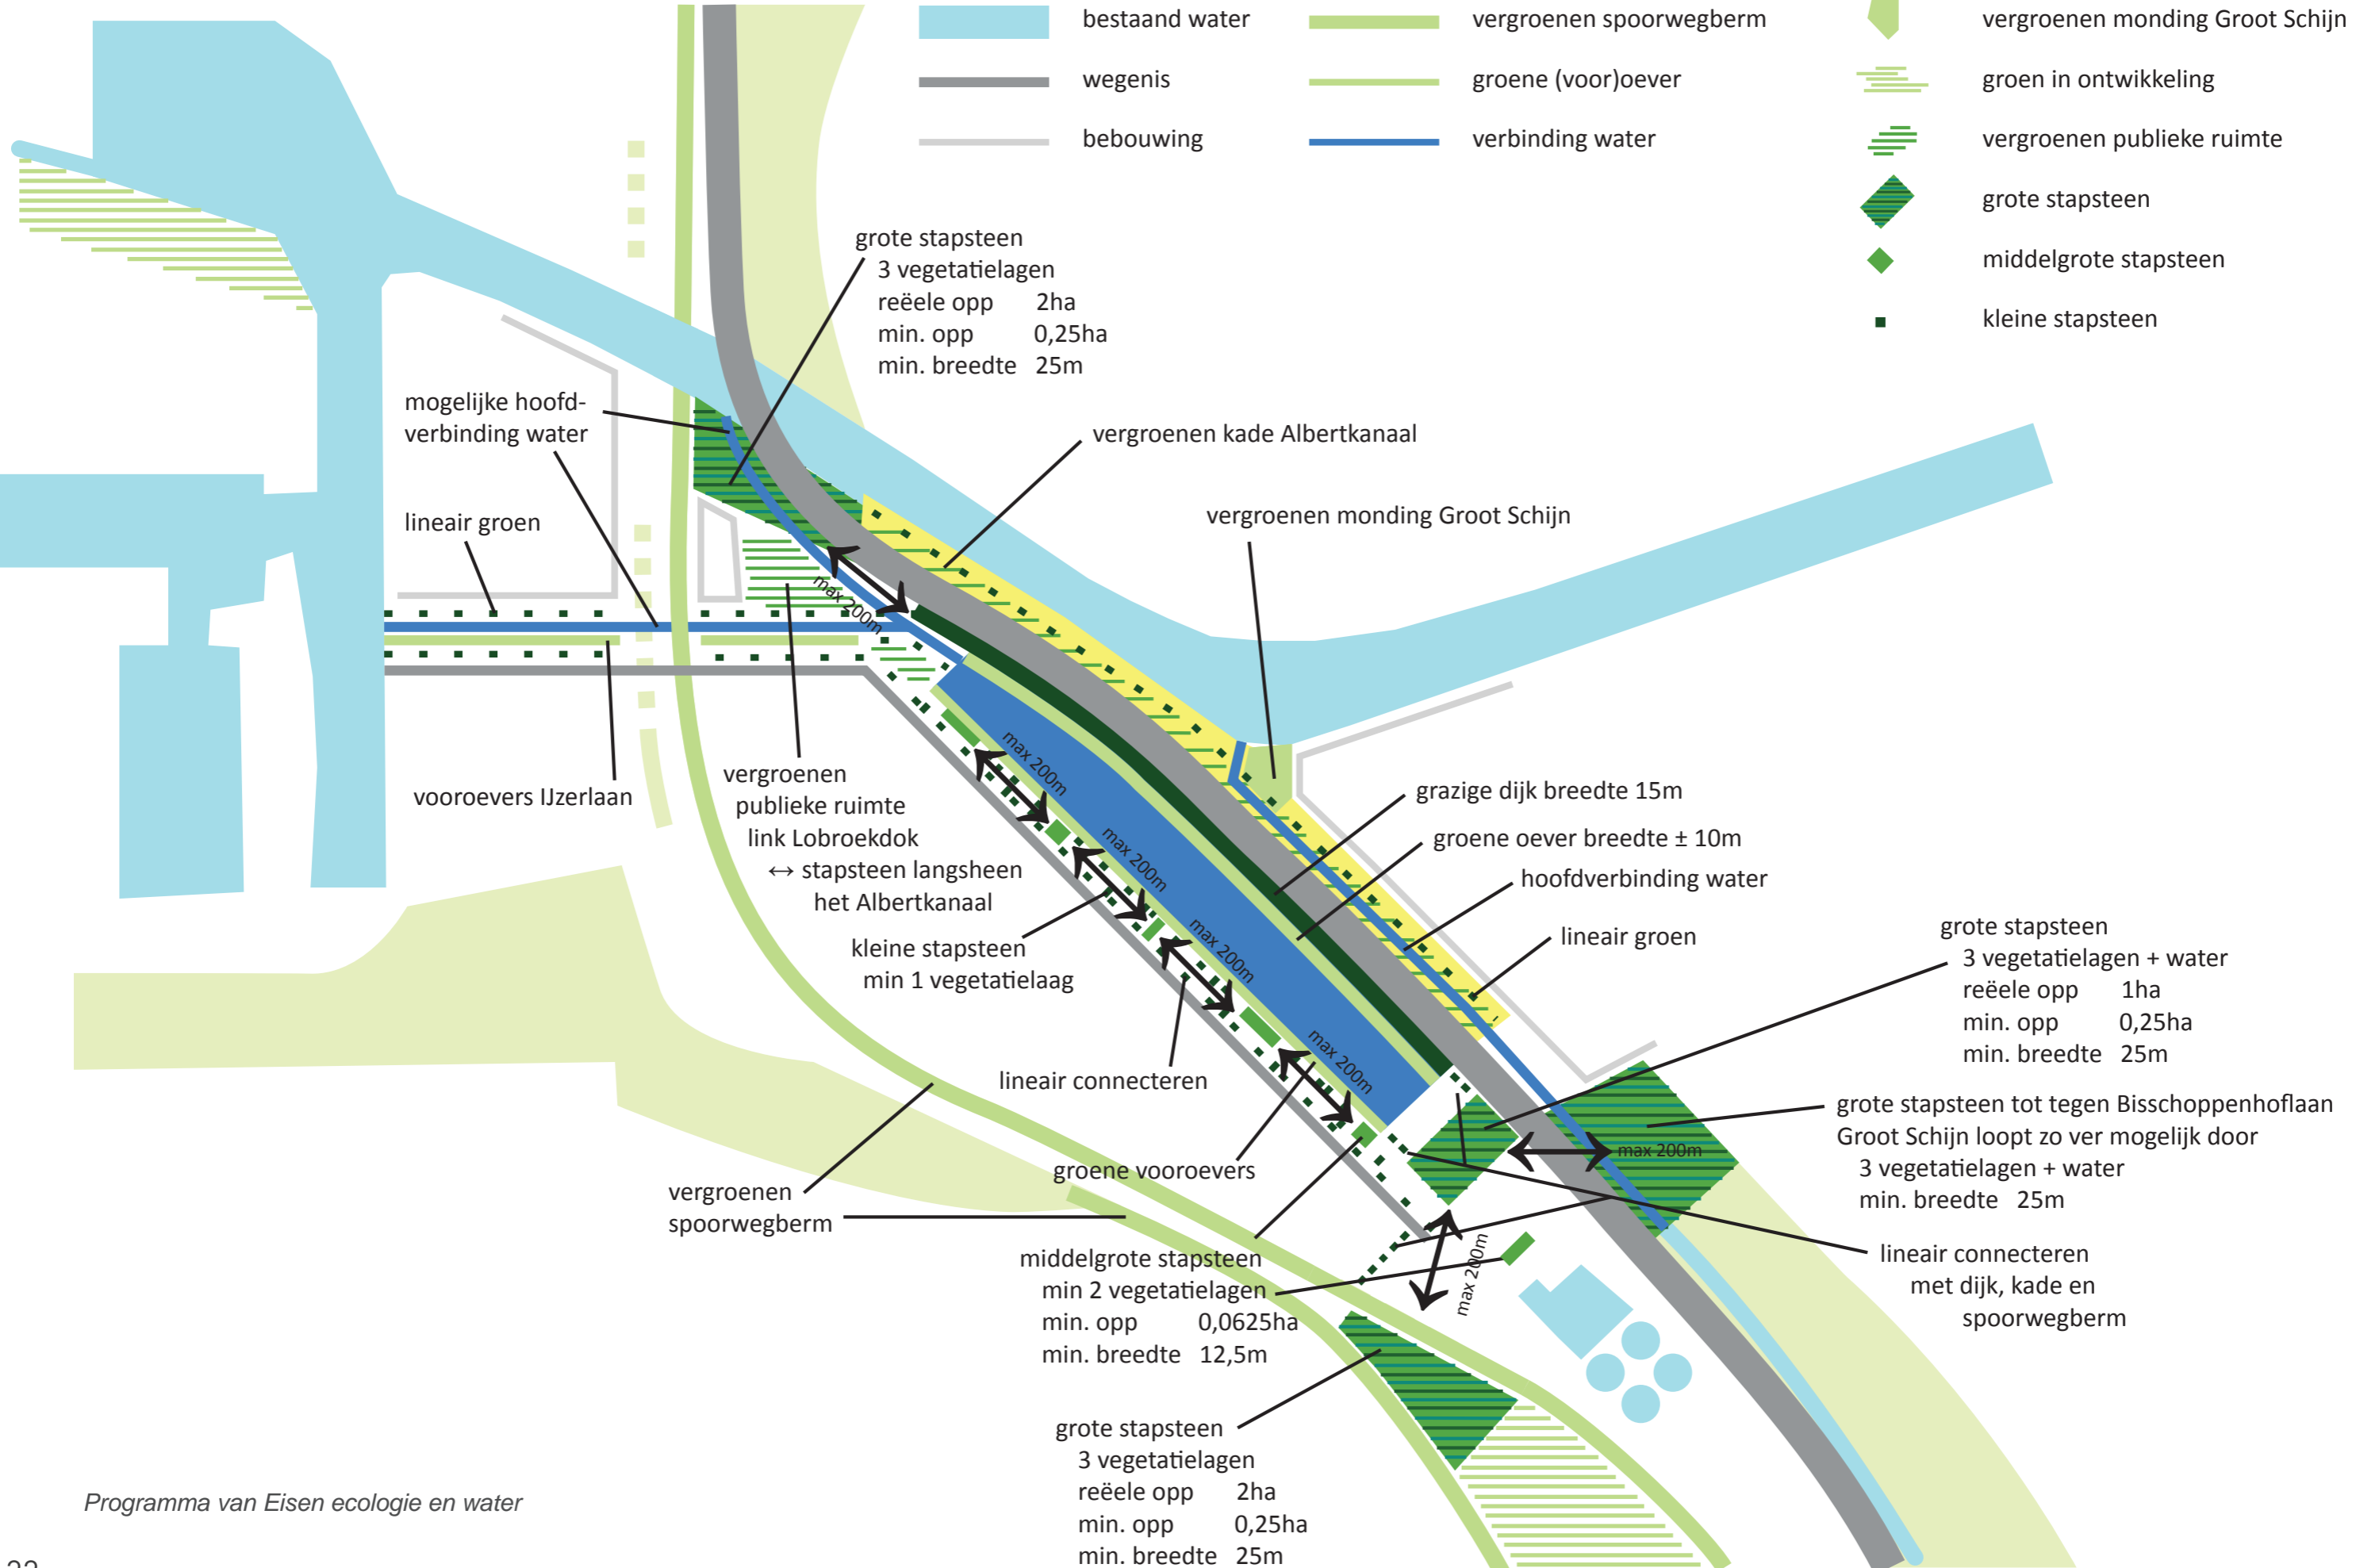 bestaand water
wegenis
bebouwing
vergroenen spoorwegberm
groene (voor)oever
verbinding water
vergroenen monding Groot Schijn
groen in ontwikkeling
vergroenen publieke ruimte
grote stapsteen
middelgrote stapsteen
kleine stapsteen
grote stapsteen
3 vegetatielagen
reëele opp 2ha
min. opp 0,25ha
min. breedte 25m
mogelijke hoofd-
verbinding water
lineair groen
vergroenen kade Albertkanaal
vergroenen monding Groot Schijn
max 200m
vooroevers IJzerlaan
vergroenen
publieke ruimte
link Lobroekdok
↔ stapsteen langsheen
het Albertkanaal
kleine stapsteen
min 1 vegetatielaag
max 200m
max 200m
max 200m
max 200m
grazige dijk breedte 15m
groene oever breedte ± 10m
hoofdverbinding water
lineair groen
grote stapsteen
3 vegetatielagen + water
reëele opp 1ha
min. opp 0,25ha
min. breedte 25m
grote stapsteen tot tegen Bisschoppenhoflaan
Groot Schijn loopt zo ver mogelijk door
3 vegetatielagen + water
min. breedte 25m
max 200m
lineair connecteren
groene vooroevers
vergroenen
spoorwegberm
lineair connecteren
met dijk, kade en
spoorwegberm
max 200m
middelgrote stapsteen
min 2 vegetatielagen
min. opp 0,0625ha
min. breedte 12,5m
grote stapsteen
3 vegetatielagen
reëele opp 2ha
min. opp 0,25ha
min. breedte 25m
Programma van Eisen ecologie en water